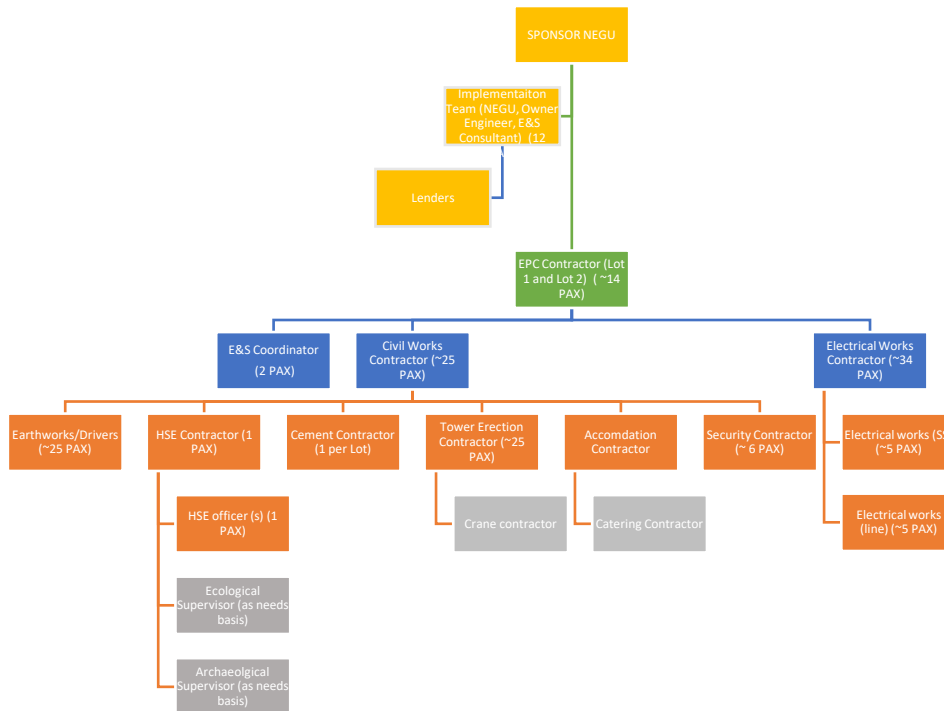 SPONSOR NEGU
Implementaiton
Team (NEGU, Owner
Engineer, E&S
Consultant) (12
Lenders
EPC Contractor (Lot
1 and Lot 2) ( ~14
PAX)
E&S Coordinator
(2 PAX)
Civil Works
Contractor (~25
PAX)
Electrical Works
Contractor (~34
PAX)
Earthworks/Drivers
(~25 PAX)
HSE Contractor (1
PAX)
Cement Contractor
(1 per Lot)
Tower Erection
Contractor (~25
PAX)
Accomdation
Contractor
Security Contractor
(~ 6 PAX)
Electrical works (SS
(~5 PAX)
HSE officer (s) (1
PAX)
Crane contractor
Catering Contractor
Electrical works
(line) (~5 PAX)
Ecological
Supervisor (as needs
basis)
Archaeolgical
Supervisor (as needs
basis)